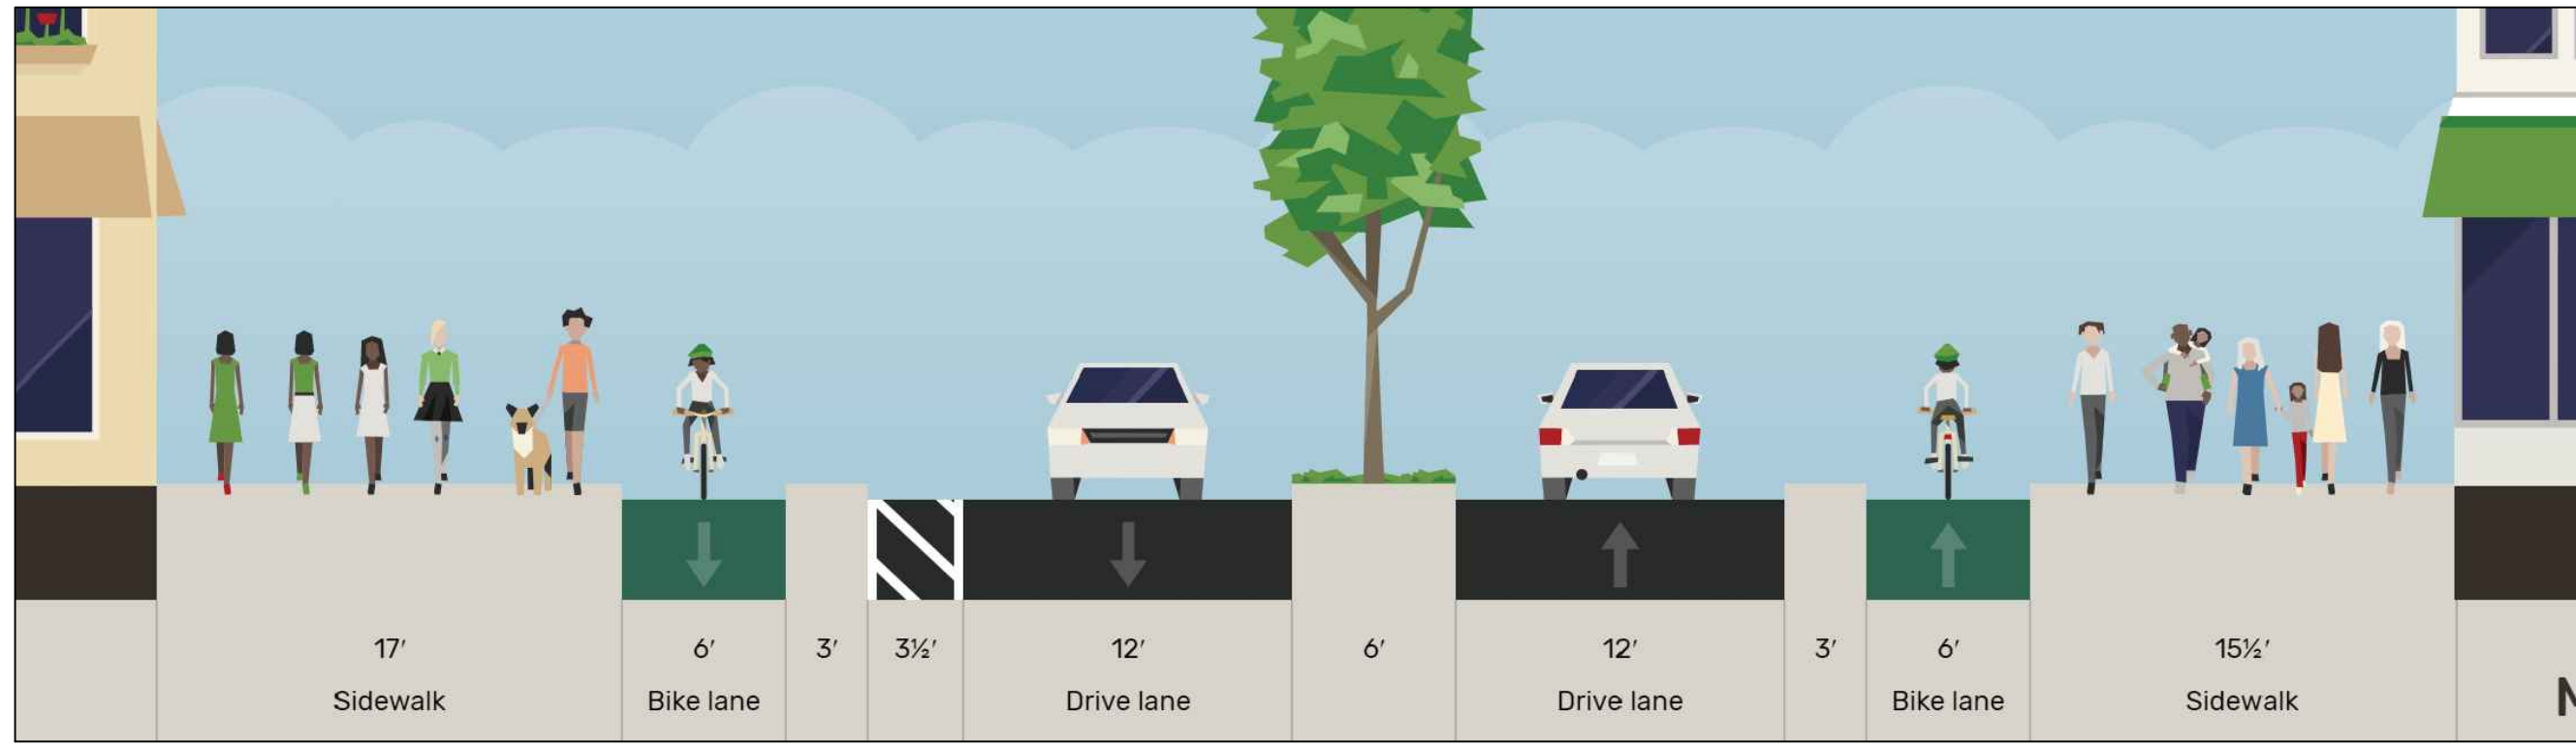 17′ 6′ 3′ 3½′ 12′ 6′ 12′ 3′ 6′ 15½′
Sidewalk Bike lane Drive lane Drive lane Bike lane Sidewalk